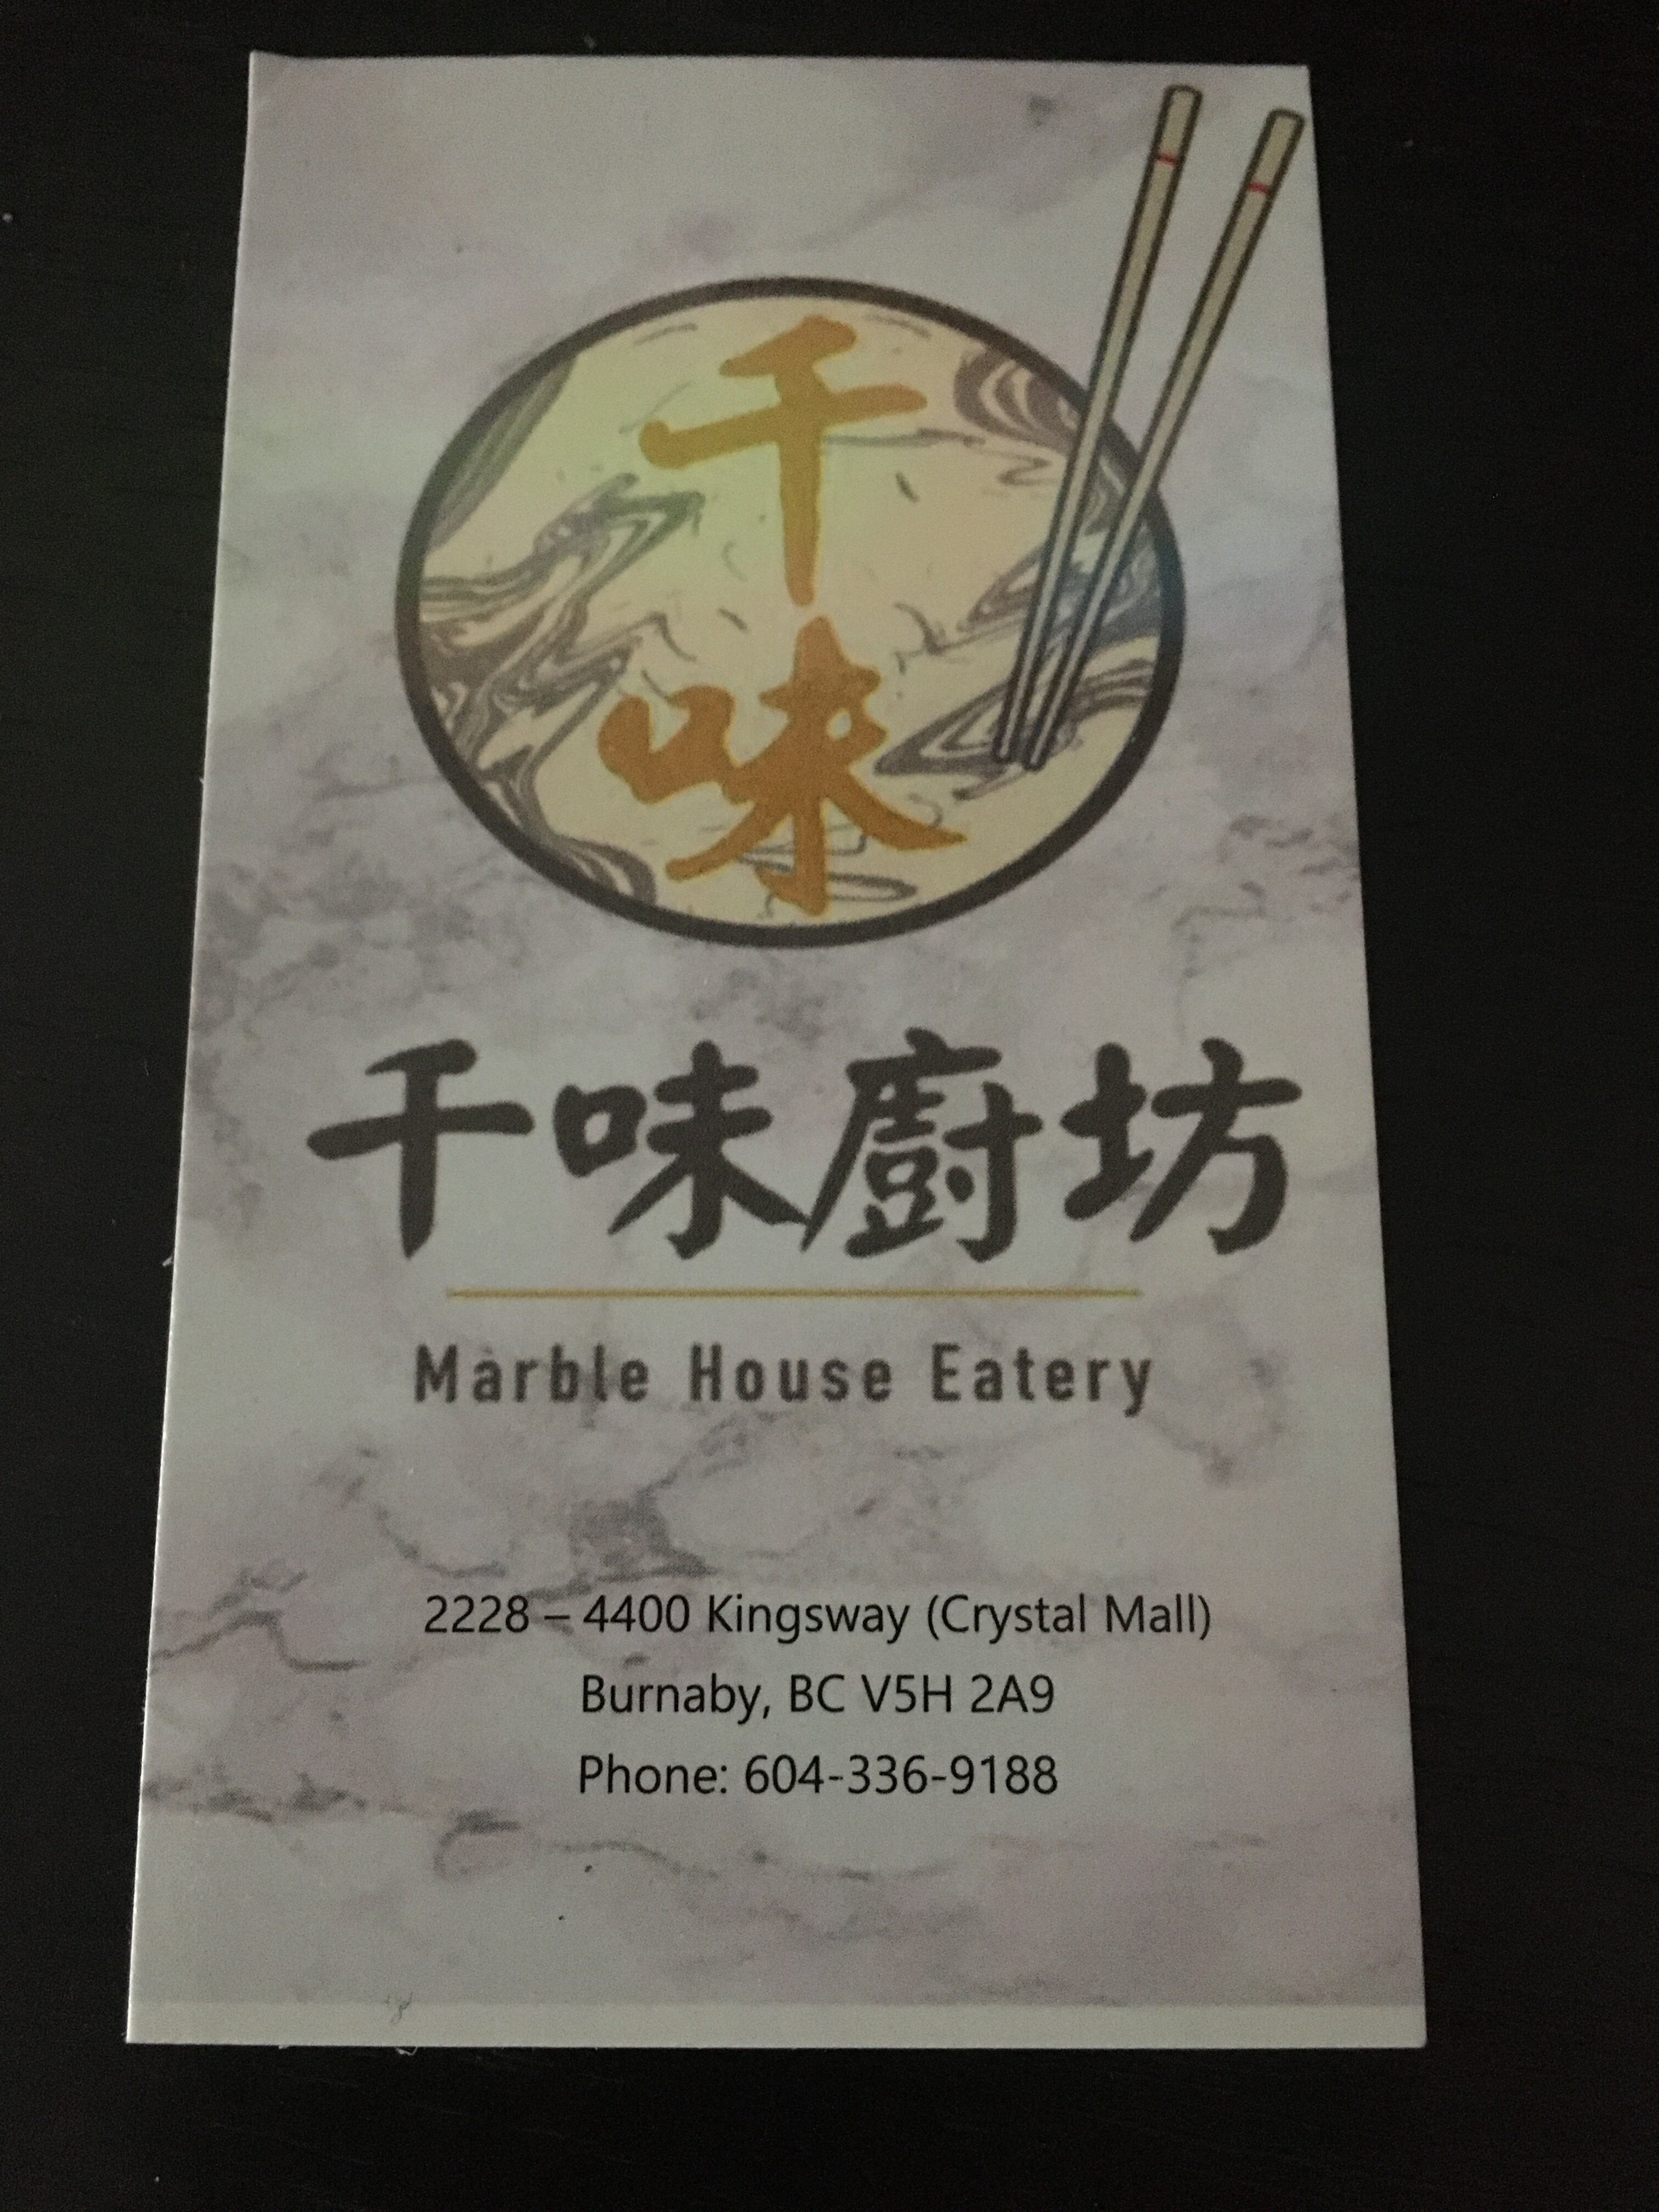 千
味
千味廚坊
Marble House Eatery
2228 – 4400 Kingsway (Crystal Mall)
Burnaby, BC V5H 2A9
Phone: 604-336-9188